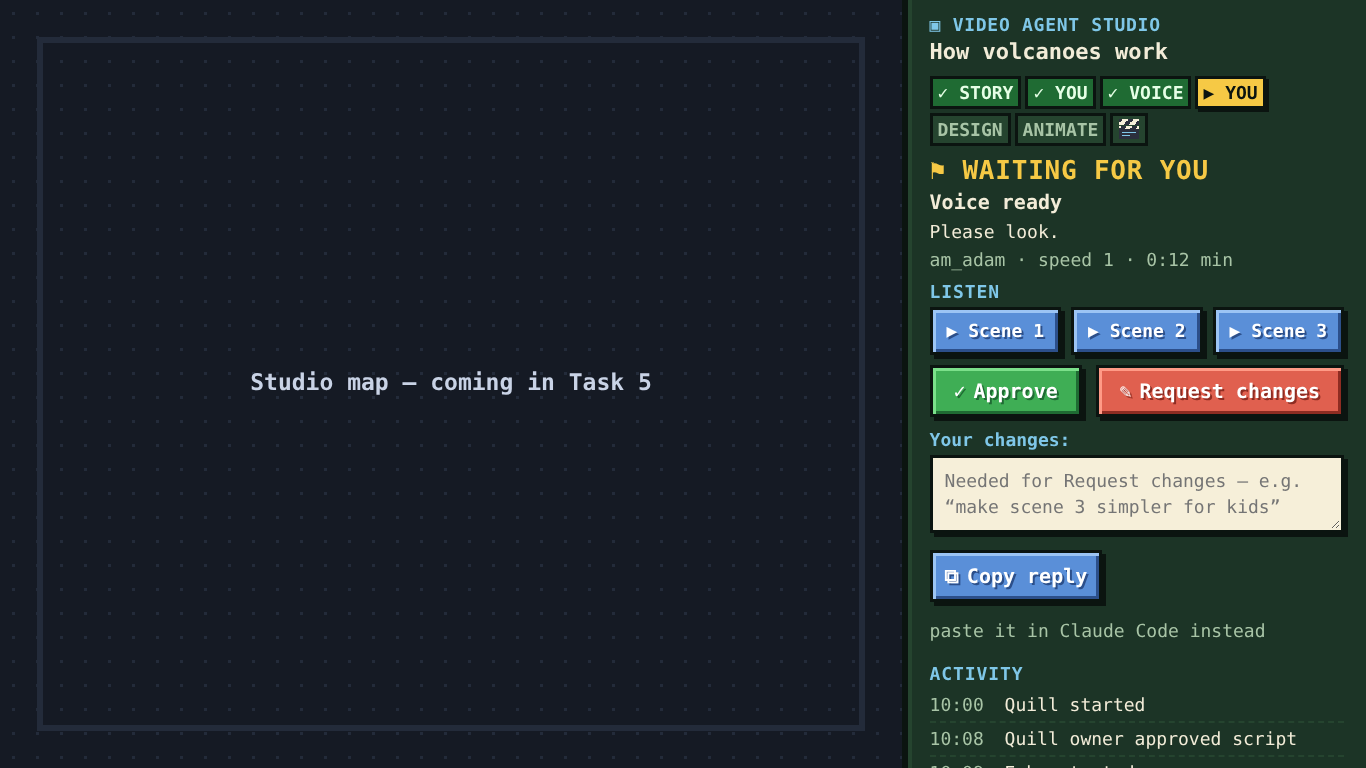 Studio map — coming in Task 5
▣ VIDEO AGENT STUDIO
How volcanoes work
✓ STORY ✓ YOU ✓ VOICE ▶ YOU
DESIGN ANIMATE 🎬
⚑ WAITING FOR YOU
Voice ready
Please look.
am_adam · speed 1 · 0:12 min
LISTEN
▶ Scene 1 ▶ Scene 2 ▶ Scene 3
✓ Approve ✎ Request changes
Your changes:
Needed for Request changes — e.g.
“make scene 3 simpler for kids”
⧉ Copy reply
paste it in Claude Code instead
ACTIVITY
10:00 Quill started
10:08 Quill owner approved script